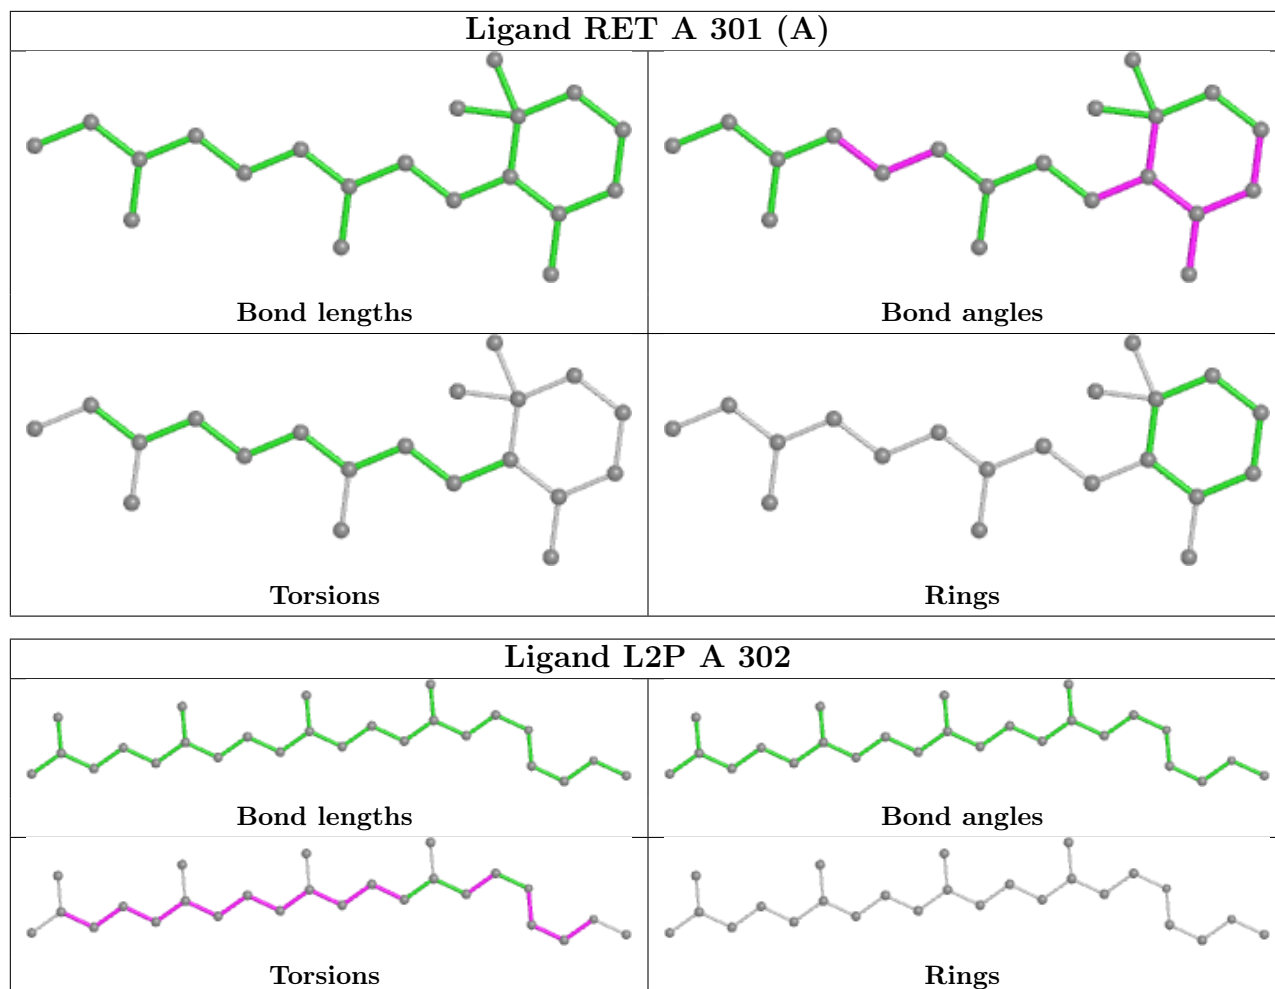 Ligand RET A 301 (A)
Bond lengths
Bond angles
Torsions
Rings
Ligand L2P A 302
Bond lengths
Bond angles
Torsions
Rings